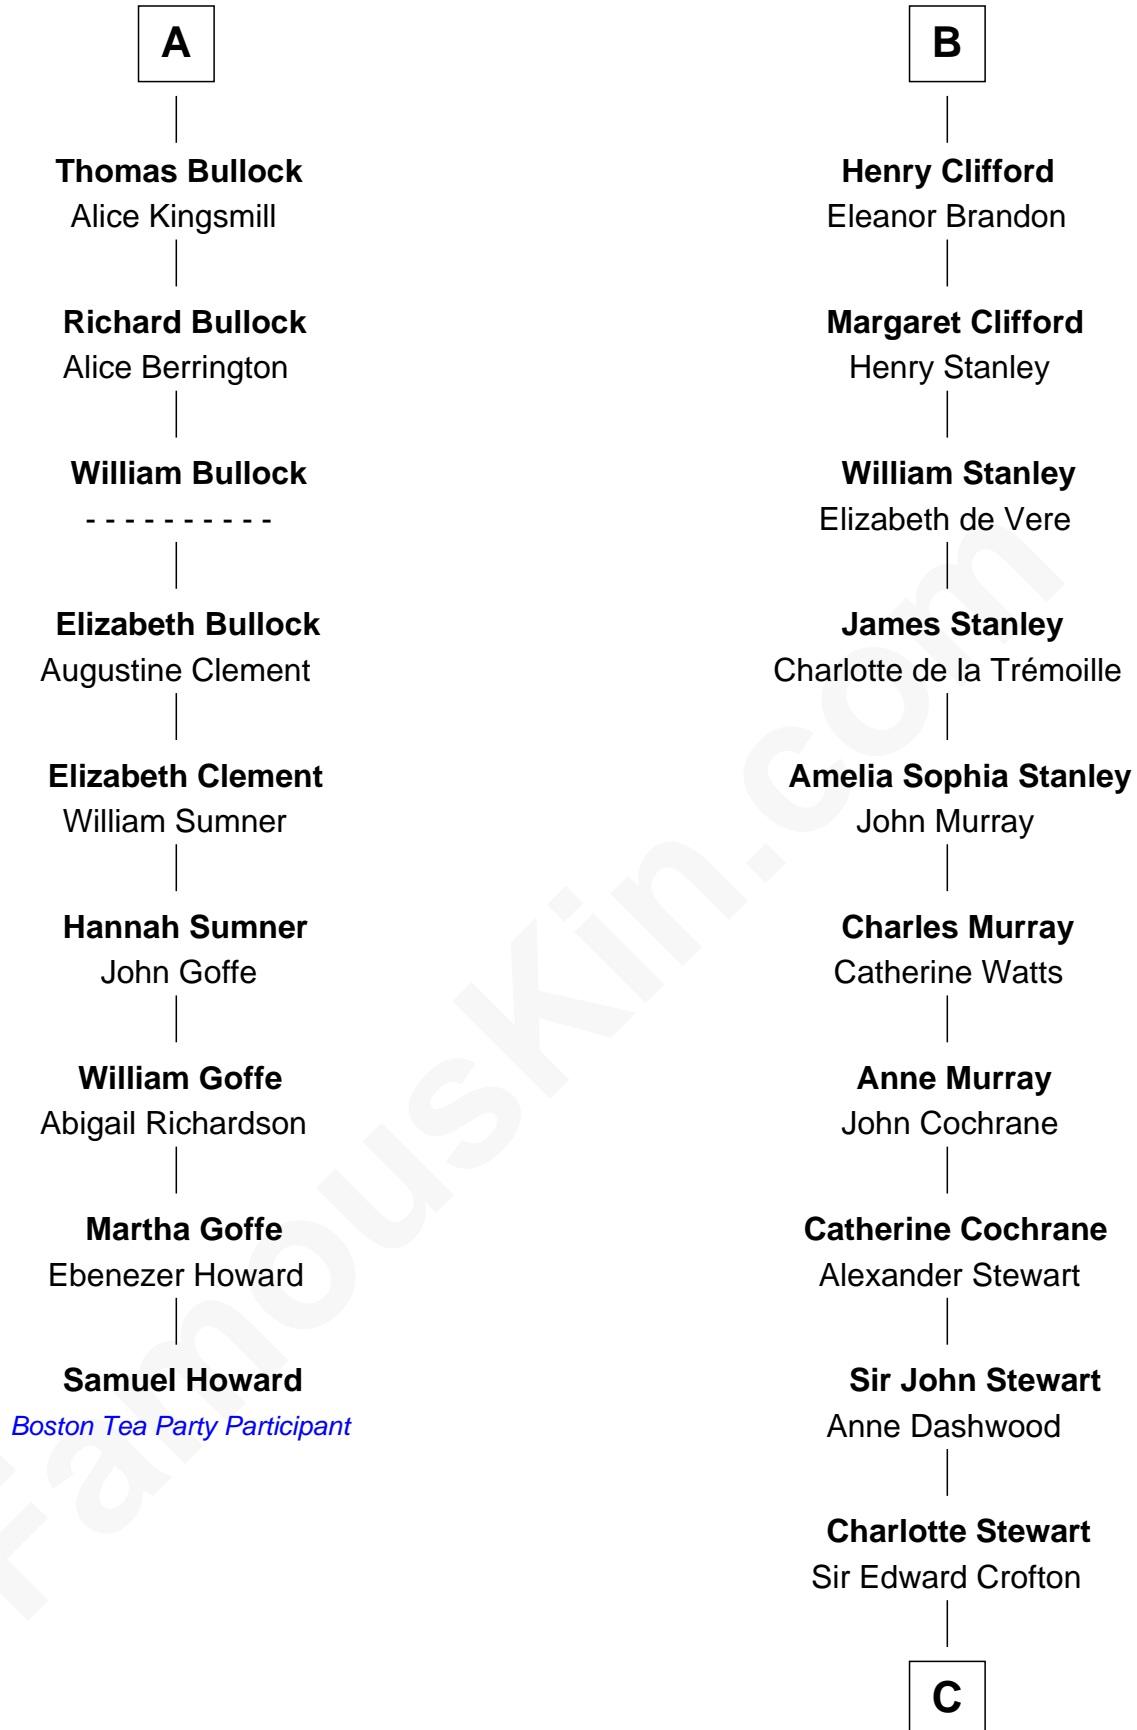 A
Thomas Bullock
Alice Kingsmill
Richard Bullock
Alice Berrington
William Bullock
- - - - - - - - - -
Elizabeth Bullock
Augustine Clement
Elizabeth Clement
William Sumner
Hannah Sumner
John Goffe
William Goffe
Abigail Richardson
Martha Goffe
Ebenezer Howard
Samuel Howard
Boston Tea Party Participant
B
Henry Clifford
Eleanor Brandon
Margaret Clifford
Henry Stanley
William Stanley
Elizabeth de Vere
James Stanley
Charlotte de la Trémoille
Amelia Sophia Stanley
John Murray
Charles Murray
Catherine Watts
Anne Murray
John Cochrane
Catherine Cochrane
Alexander Stewart
Sir John Stewart
Anne Dashwood
Charlotte Stewart
Sir Edward Crofton
C
FamousKin.com